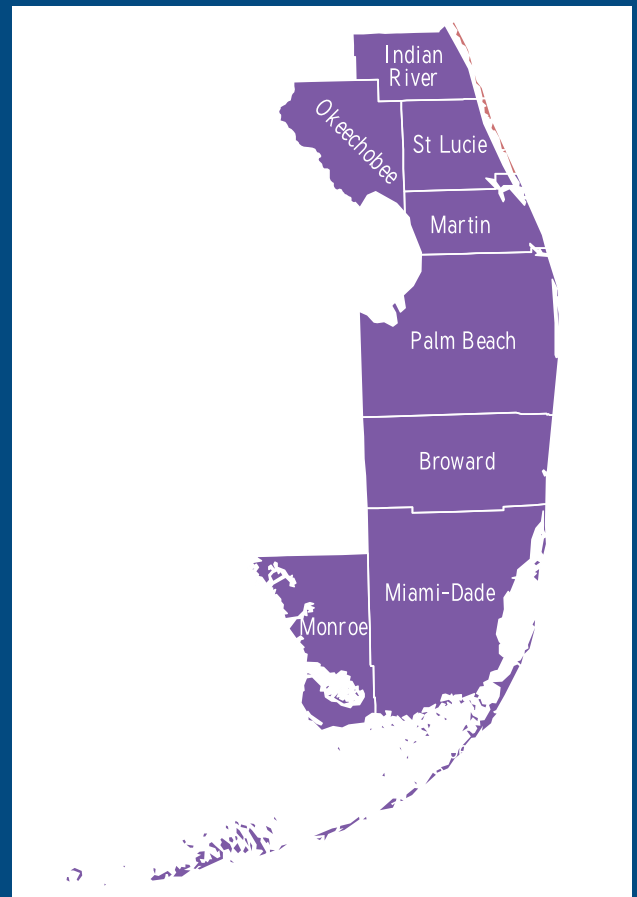 Indian
River
Okeechobee
St Lucie
Martin
Palm Beach
Broward
Miami-Dade
Monroe